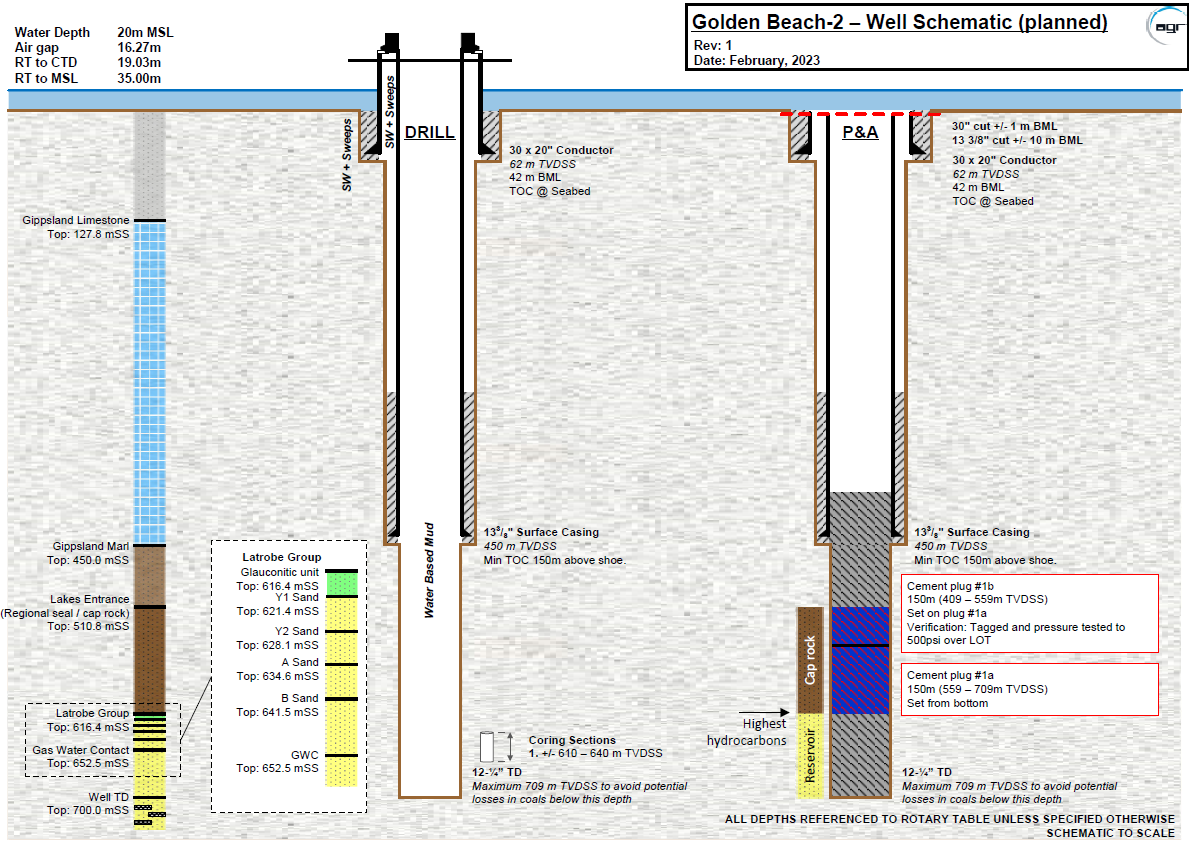 Golden Beach-2 – Well Schematic (planned)
Rev: 1
Date: February, 2023
agr
Water Depth 20m MSL
Air gap 16.27m
RT to CTD 19.03m
RT to MSL 35.00m
SW + Sweeps
SW + Sweeps
DRILL
30 x 20" Conductor
62 m TVDSS
42 m BML
TOC @ Seabed
P&A
30" cut +/- 1 m BML
13 3/8" cut +/- 10 m BML
30 x 20" Conductor
62 m TVDSS
42 m BML
TOC @ Seabed
Gippsland Limestone
Top: 127.8 mSS
Gippsland Marl
Top: 450.0 mSS
Lakes Entrance
(Regional seal / cap rock)
Top: 510.8 mSS
Latrobe Group
Top: 616.4 mSS
Gas Water Contact
Top: 652.5 mSS
Well TD
Top: 700.0 mSS
Latrobe Group
Glauconitic unit
Top: 616.4 mSS
Y1 Sand
Top: 621.4 mSS
Y2 Sand
Top: 628.1 mSS
A Sand
Top: 634.6 mSS
B Sand
Top: 641.5 mSS
GWC
Top: 652.5 mSS
Water Based Mud
13³/₈" Surface Casing
450 m TVDSS
Min TOC 150m above shoe.
Coring Sections
1. +/- 610 – 640 m TVDSS
12-¼" TD
Maximum 709 m TVDSS to avoid potential
losses in coals below this depth
Cap rock
Highest
hydrocarbons
Reservoir
13³/₈" Surface Casing
450 m TVDSS
Min TOC 150m above shoe.
Cement plug #1b
150m (409 – 559m TVDSS)
Set on plug #1a
Verification: Tagged and pressure tested to
500psi over LOT
Cement plug #1a
150m (559 – 709m TVDSS)
Set from bottom
12-¼" TD
Maximum 709 m TVDSS to avoid potential
losses in coals below this depth
ALL DEPTHS REFERENCED TO ROTARY TABLE UNLESS SPECIFIED OTHERWISE
SCHEMATIC TO SCALE